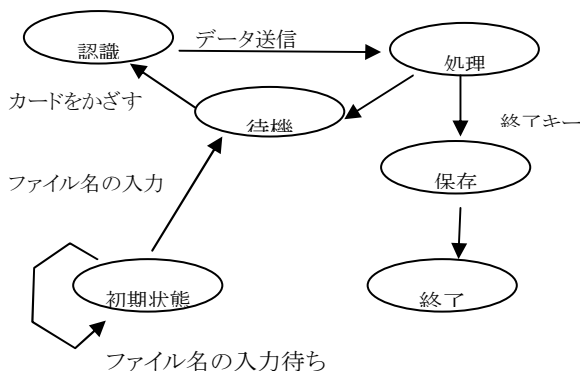 認識
データ送信
処理
カードをかざす
待機
終了キー
ファイル名の入力
保存
初期状態
終了
ファイル名の入力待ち